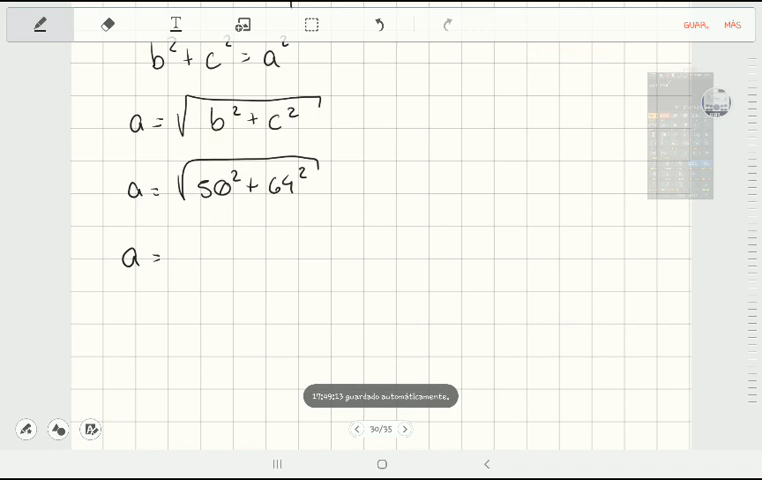 T
GUAR. MÁS
b² + c² = a²
a = √b² + c²
a = √50² + 64²
a =
17:49:13 guardado automáticamente.
< 30/35 >